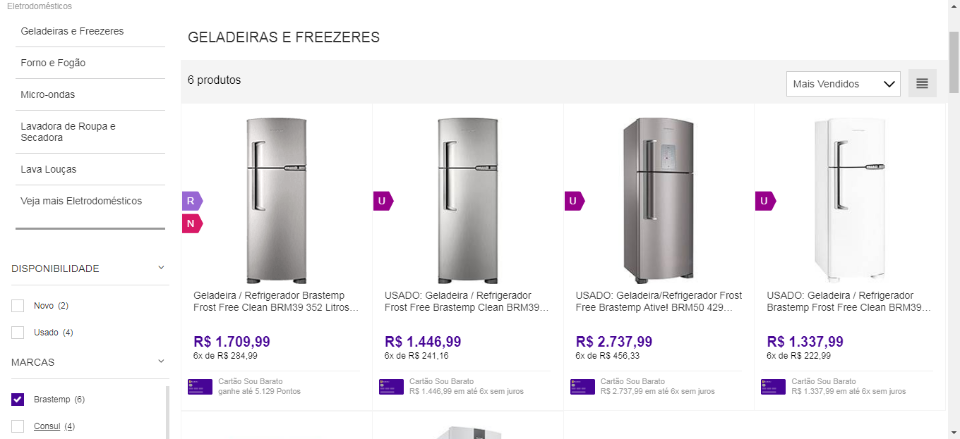 Eletrodomésticos
Geladeiras e Freezeres
Forno e Fogão
Micro-ondas
Lavadora de Roupa e
Secadora
Lava Louças
Veja mais Eletrodomésticos
DISPONIBILIDADE
Novo (2)
Usado (4)
MARCAS
Brastemp (6)
Consul (4)
GELADEIRAS E FREEZERES
6 produtos
Mais Vendidos
R
N
Geladeira / Refrigerador Brastemp
Frost Free Clean BRM39 352 Litros…
R$ 1.709,99
6x de R$ 284,99
Cartão Sou Barato
ganhe até 5.129 Pontos
U
USADO: Geladeira / Refrigerador
Frost Free Brastemp Clean BRM39…
R$ 1.446,99
6x de R$ 241,16
Cartão Sou Barato
R$ 1.446,99 em até 6x sem juros
U
USADO: Geladeira/Refrigerador Frost
Free Brastemp Ative! BRM50 429…
R$ 2.737,99
6x de R$ 456,33
Cartão Sou Barato
R$ 2.737,99 em até 6x sem juros
U
USADO: Geladeira / Refrigerador
Brastemp Frost Free Clean BRM39…
R$ 1.337,99
6x de R$ 222,99
Cartão Sou Barato
R$ 1.337,99 em até 6x sem juros